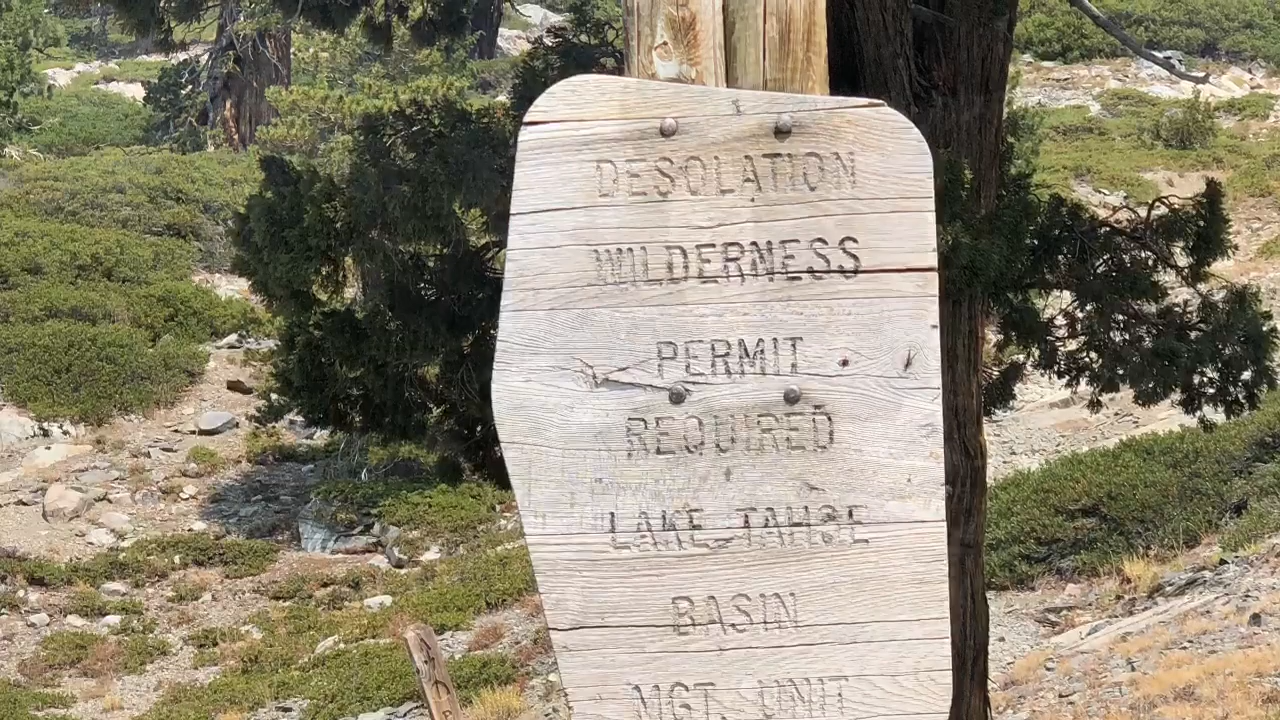 DESOLATION
WILDERNESS
PERMIT
REQUIRED
LAKE TAHOE
BASIN
MGT. UNIT